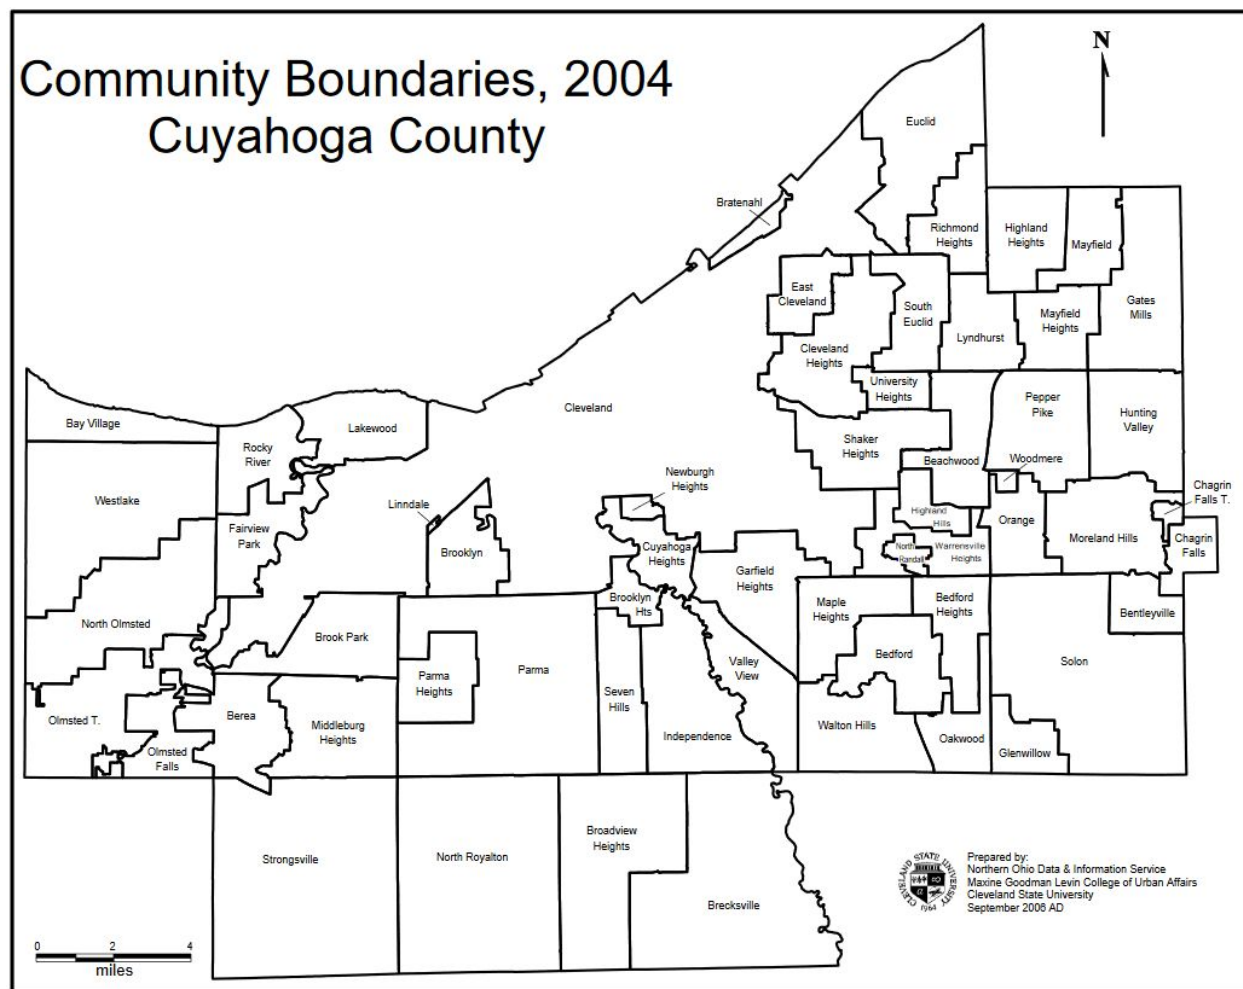 Community Boundaries, 2004
Cuyahoga County
N
Euclid
Bratenahl
Richmond
Heights
Highland
Heights
Mayfield
East
Cleveland
South
Euclid
Gates
Mills
Mayfield
Heights
Lyndhurst
Cleveland
Heights
University
Heights
Pepper
Pike
Hunting
Valley
Cleveland
Bay Village
Lakewood
Rocky
River
Shaker
Heights
Beachwood
Woodmere
Westlake
Newburgh
Heights
Linndale
Chagrin
Falls T.
Highland
Hills
Orange
Fairview
Park
Moreland Hills
Chagrin
Falls
Brooklyn
Cuyahoga
Heights
North
Randall
Warrensville
Heights
Garfield
Heights
Brooklyn
Hts
Maple
Heights
Bedford
Heights
Bentleyville
North Olmsted
Brook Park
Bedford
Valley
View
Solon
Parma
Heights
Parma
Seven
Hills
Olmsted T.
Berea
Middleburg
Heights
Independence
Walton Hills
Oakwood
Glenwillow
Olmsted
Falls
Strongsville
North Royalton
Broadview
Heights
Brecksville
CLEVELAND STATE UNIVERSITY
1964
Prepared by:
Northern Ohio Data & Information Service
Maxine Goodman Levin College of Urban Affairs
Cleveland State University
September 2006 AD
0 2 4
miles